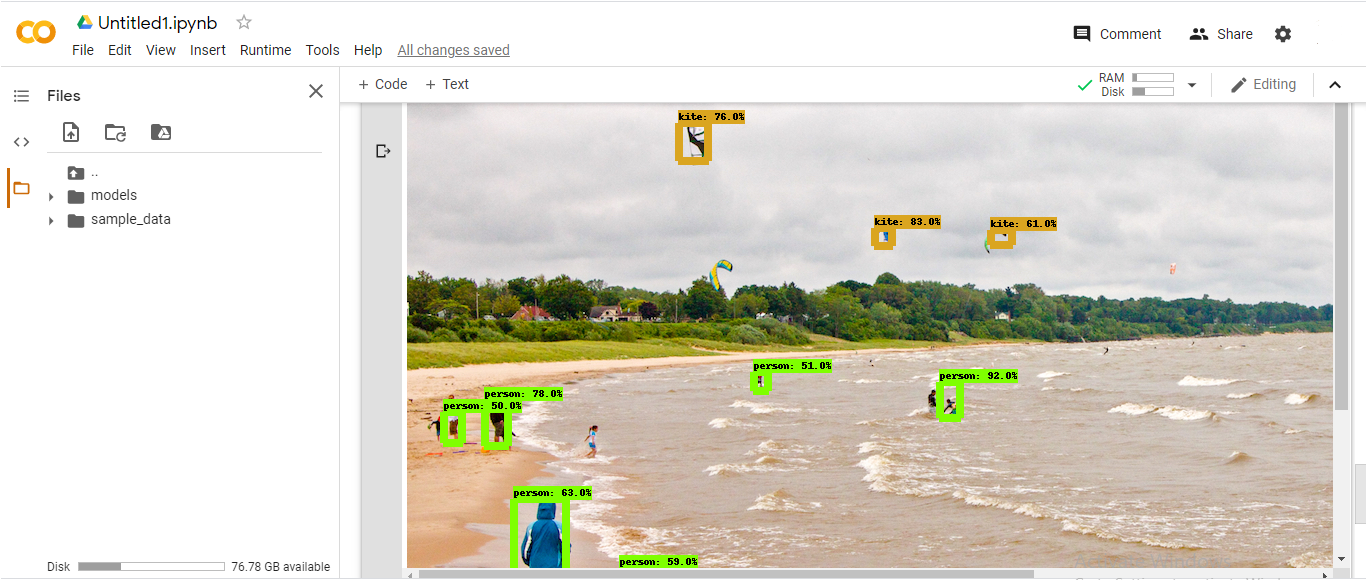 Untitled1.ipynb
File Edit View Insert Runtime Tools Help All changes saved
Comment Share
Files
+ Code + Text
RAM
Disk
Editing
..
models
sample_data
kite: 76.0%
kite: 83.0%
kite: 61.0%
person: 51.0%
person: 92.0%
person: 78.0%
person: 50.0%
person: 63.0%
person: 59.0%
Disk 76.78 GB available